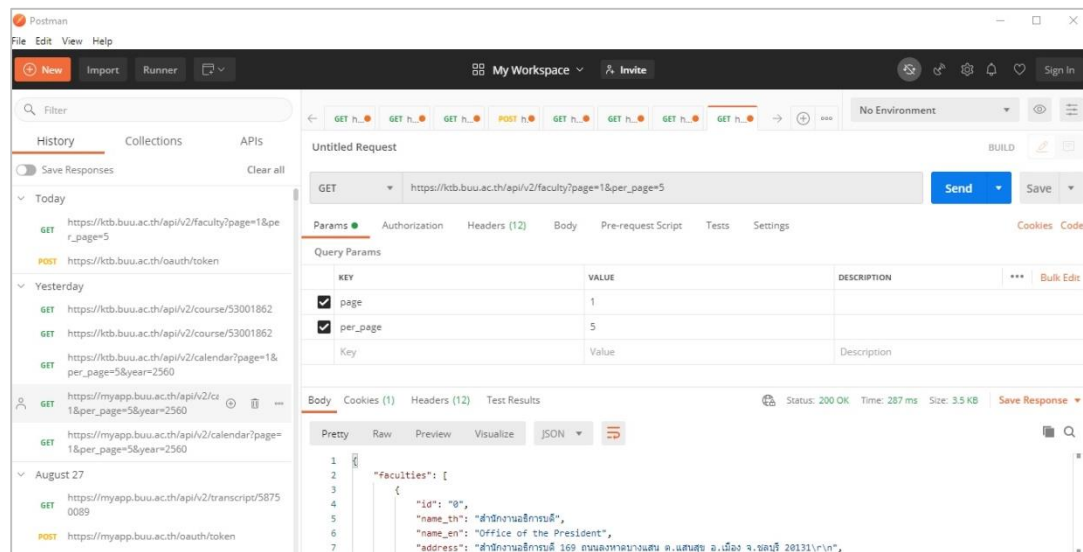 Postman
File Edit View Help
New Import Runner My Workspace Invite Sign In
Filter
History Collections APIs
Save Responses Clear all
Today
GET https://ktb.buu.ac.th/api/v2/faculty?page=1&pe
r_page=5
POST https://ktb.buu.ac.th/oauth/token
Yesterday
GET https://ktb.buu.ac.th/api/v2/course/53001862
GET https://ktb.buu.ac.th/api/v2/course/53001862
GET https://ktb.buu.ac.th/api/v2/calendar?page=1&
per_page=5&year=2560
GET https://myapp.buu.ac.th/api/v2/ca
1&per_page=5&year=2560
GET https://myapp.buu.ac.th/api/v2/calendar?page=
1&per_page=5&year=2560
August 27
GET https://myapp.buu.ac.th/api/v2/transcript/5875
0089
POST https://myapp.buu.ac.th/oauth/token
GET h... GET h... GET h... POST h. GET h... GET h... GET h... GET h... No Environment
Untitled Request BUILD
GET https://ktb.buu.ac.th/api/v2/faculty?page=1&per_page=5 Send Save
Params Authorization Headers (12) Body Pre-request Script Tests Settings Cookies Code
Query Params
KEY VALUE DESCRIPTION Bulk Edit
page 1
per_page 5
Key Value Description
Body Cookies (1) Headers (12) Test Results Status: 200 OK Time: 287 ms Size: 3.5 KB Save Response
Pretty Raw Preview Visualize JSON
1 {
2 "faculties": [
3 {
4 "id": "0",
5 "name_th": "สำนักงานอธิการบดี",
6 "name_en": "Office of the President",
7 "address": "สำนักงานอธิการบดี 169 ถนนลงหาดบางแสน ต.แสนสุข อ.เมือง จ.ชลบุรี 20131\r\n",